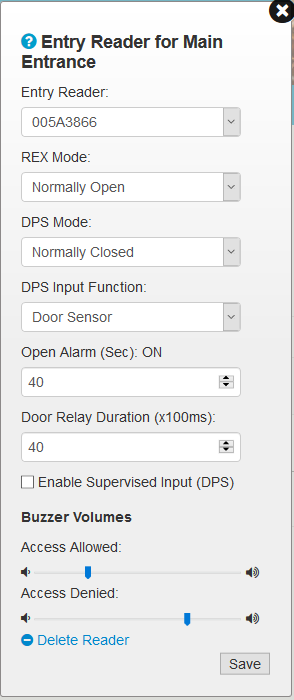 Entry Reader for Main
Entrance
Entry Reader:
005A3866
REX Mode:
Normally Open
DPS Mode:
Normally Closed
DPS Input Function:
Door Sensor
Open Alarm (Sec): ON
40
Door Relay Duration (x100ms):
40
Enable Supervised Input (DPS)
Buzzer Volumes
Access Allowed:
Access Denied:
Delete Reader
Save